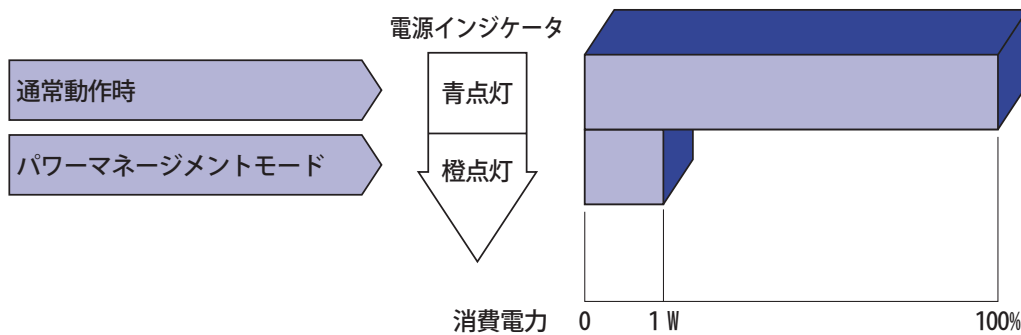 電源インジケータ
通常動作時
青点灯
パワーマネージメントモード
橙点灯
消費電力 0 1 W 100%